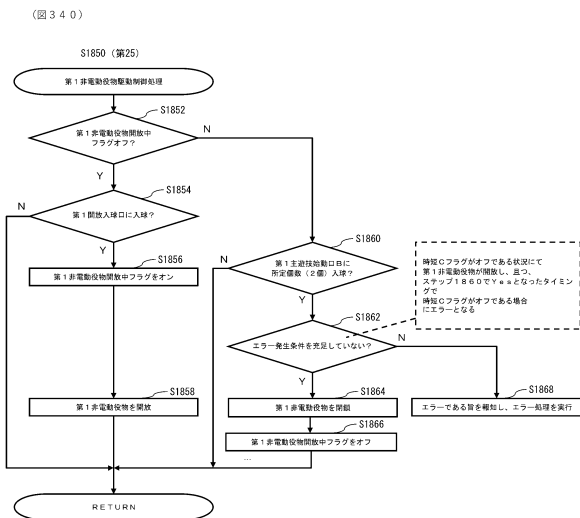 (図340)
S1850 (第25)
第1非電動役物駆動制御処理
S1852
第1非電動役物開放中
フラグオフ?
N
Y
S1854
N
第1開放入球口に入球?
Y
S1856
第1非電動役物開放中フラグをオン
S1858
第1非電動役物を開放
S1860
N
第1主遊技始動口Bに
所定個数(2個)入球?
Y
時短Cフラグがオフである状況にて
第1非電動役物が開放し、且つ、
ステップ1860でYesとなったタイミン
グで
時短Cフラグがオフである場合
にエラーとなる
S1862
エラー発生条件を充足していない?
N
Y
S1864
第1非電動役物を閉鎖
S1866
第1非電動役物開放中フラグをオフ
...
S1868
エラーである旨を報知し、エラー処理を実行
RETURN